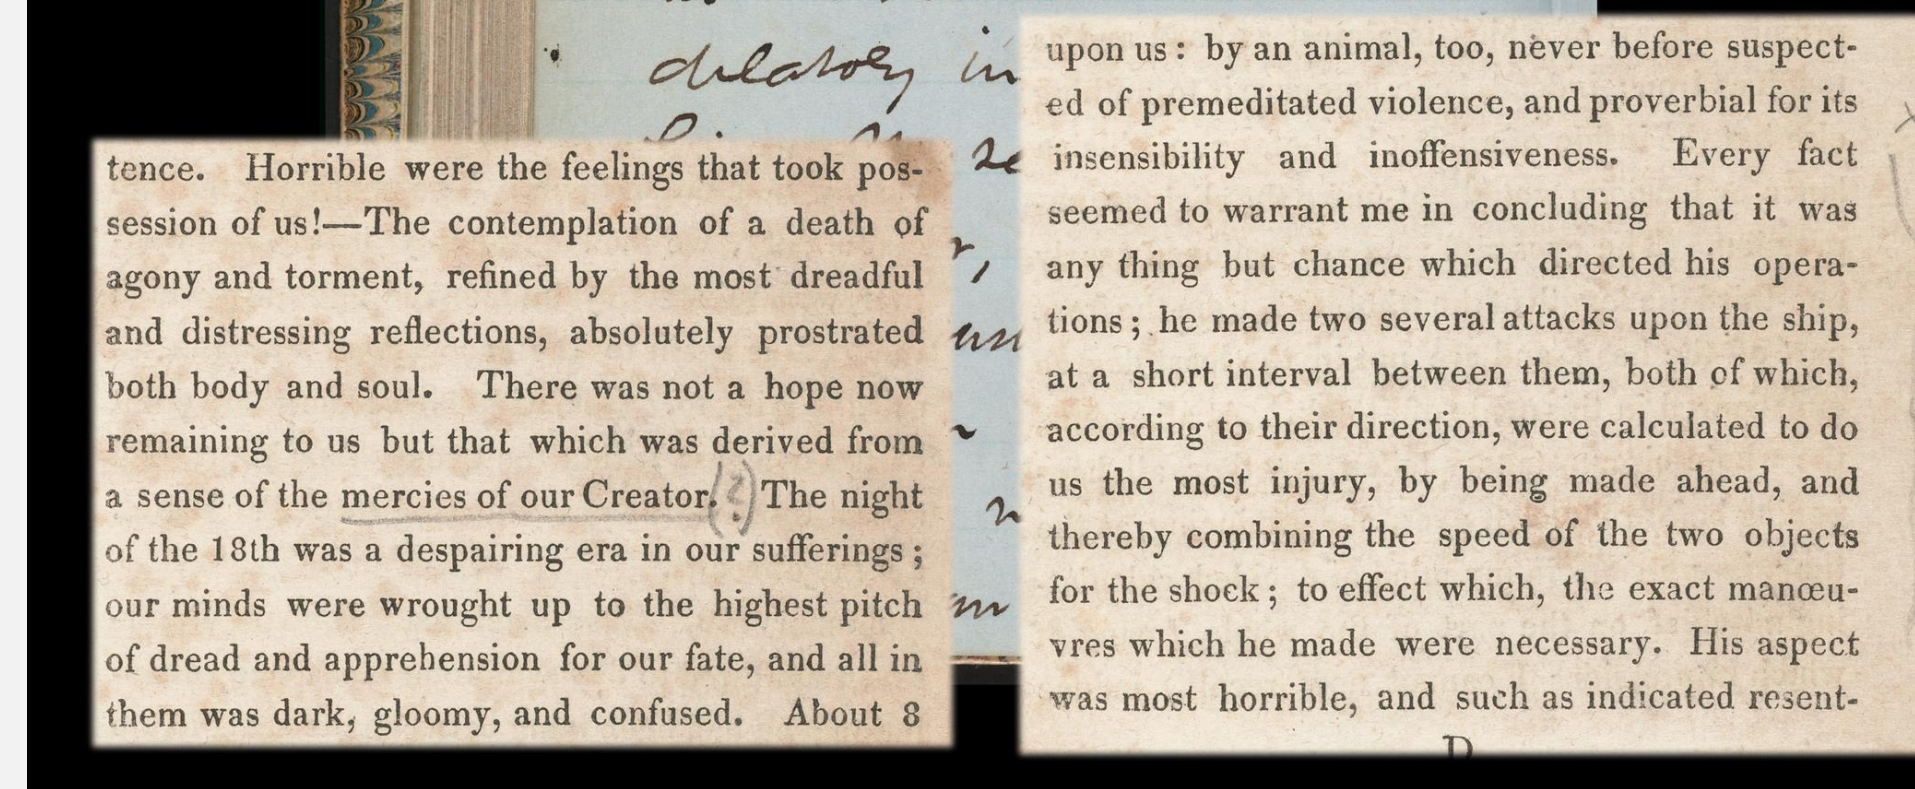 dilatory in
tence. Horrible were the feelings that took pos-
session of us!—The contemplation of a death of
agony and torment, refined by the most dreadful
and distressing reflections, absolutely prostrated
both body and soul. There was not a hope now
remaining to us but that which was derived from
a sense of the mercies of our Creator. (?) The night
of the 18th was a despairing era in our sufferings;
our minds were wrought up to the highest pitch
of dread and apprehension for our fate, and all in
them was dark, gloomy, and confused. About 8
upon us: by an animal, too, never before suspect-
ed of premeditated violence, and proverbial for its
insensibility and inoffensiveness. Every fact
seemed to warrant me in concluding that it was
any thing but chance which directed his opera-
tions; he made two several attacks upon the ship,
at a short interval between them, both of which,
according to their direction, were calculated to do
us the most injury, by being made ahead, and
thereby combining the speed of the two objects
for the shock; to effect which, the exact manœu-
vres which he made were necessary. His aspect
was most horrible, and such as indicated resent-
D